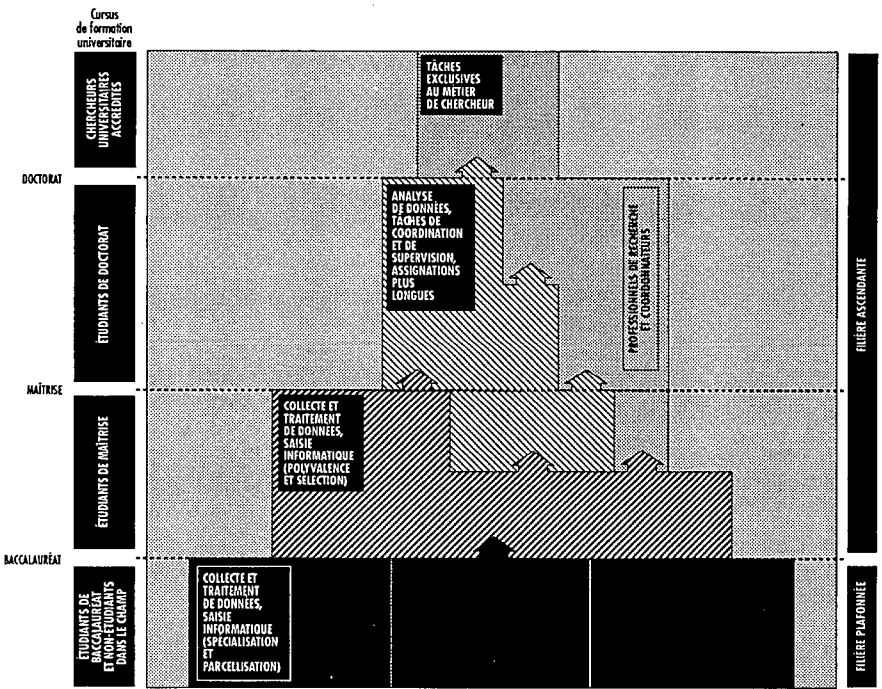 Cursus
de formation
universitaire
CHERCHEURS
UNIVERSITAIRES
ACCRÉDITÉS
TÂCHES
EXCLUSIVES
AU MÉTIER
DE CHERCHEUR
DOCTORAT
ÉTUDIANTS DE DOCTORAT
ANALYSE
DE DONNÉES,
TÂCHES DE
COORDINATION
ET DE
SUPERVISION,
ASSIGNATIONS
PLUS
LONGUES
PROFESSIONNELS DE RECHERCHE
ET COORDONNATEURS
FILIÈRE ASCENDANTE
MAÎTRISE
ÉTUDIANTS DE MAÎTRISE
COLLECTE ET
TRAITEMENT
DE DONNÉES,
SAISIE
INFORMATIQUE
(POLYVALENCE
ET SÉLECTION)
BACCALAURÉAT
ÉTUDIANTS DE
BACCALAURÉAT
ET NON-ÉTUDIANTS
DANS LE CHAMP
COLLECTE ET
TRAITEMENT
DE DONNÉES,
SAISIE
INFORMATIQUE
(SPÉCIALISATION
ET
PARCELLISATION)
FILIÈRE PLAFONNÉE